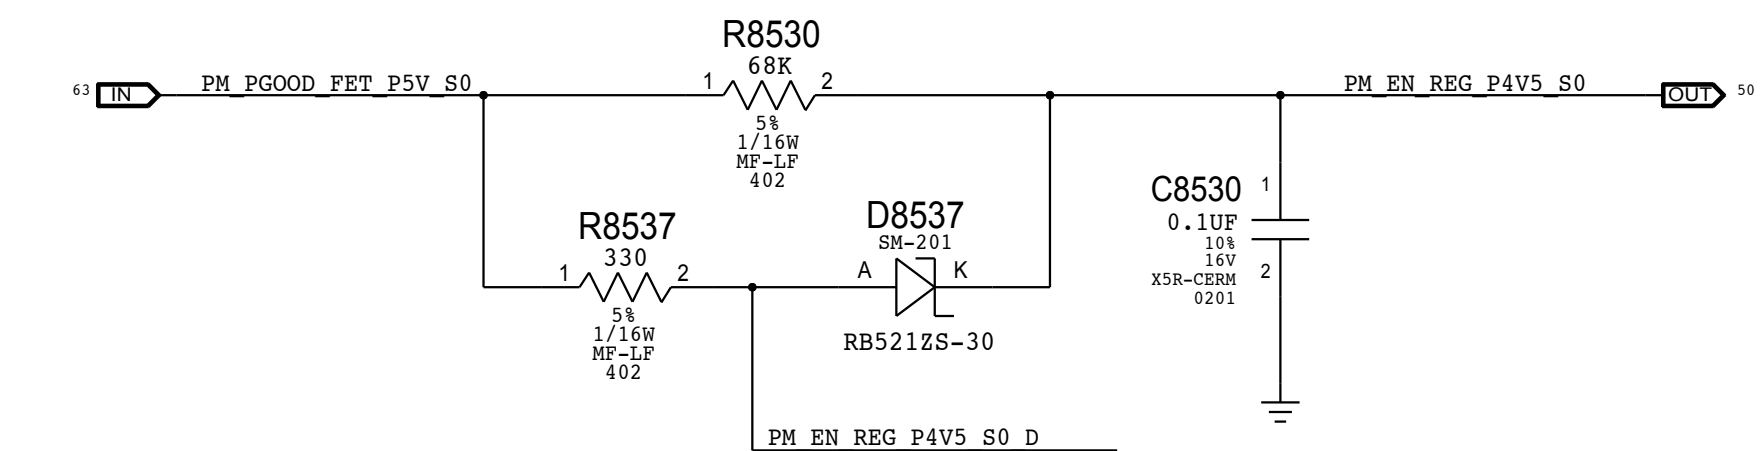 R8530
68K
1 2
63 IN PM_PGOOD_FET_P5V_S0
PM_EN_REG_P4V5_S0 OUT 50
5%
1/16W
MF-LF
402
R8537
330
1 2
5%
1/16W
MF-LF
402
D8537
SM-201
A K
RB521ZS-30
C8530
1
0.1UF
10%
16V
2
X5R-CERM
0201
PM_EN_REG_P4V5_S0_D